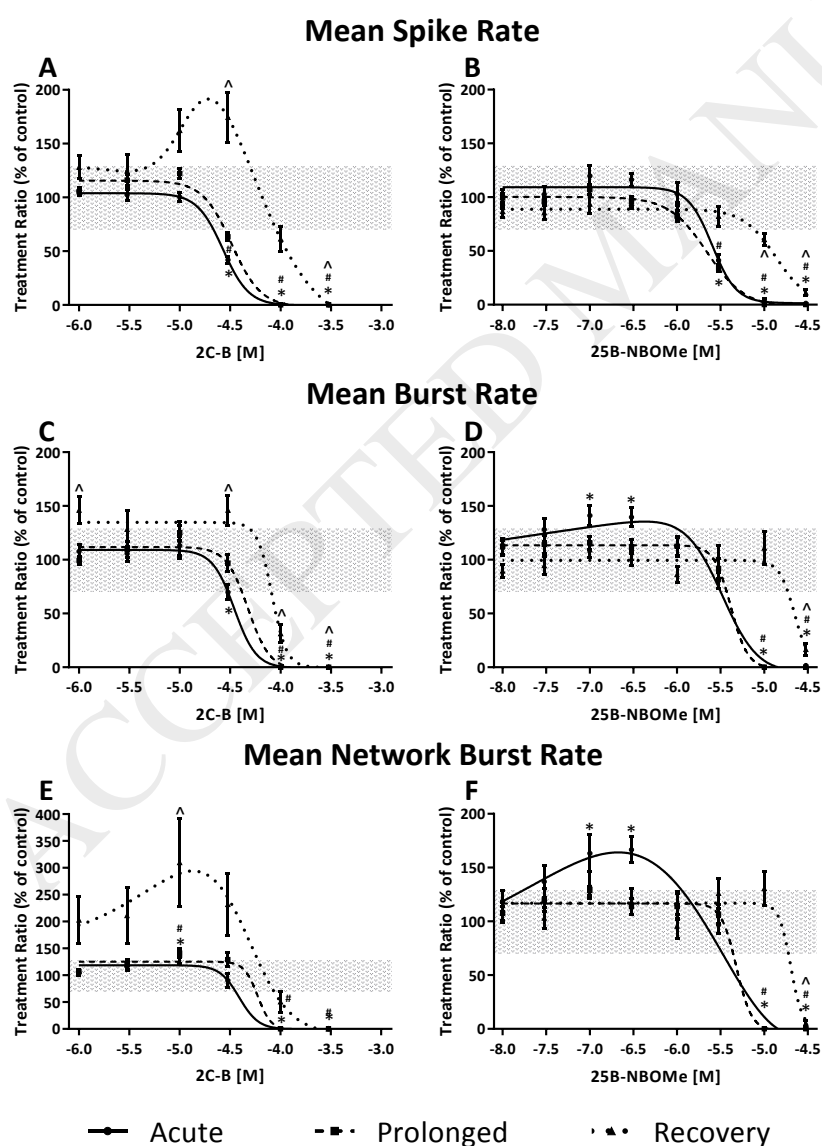 Mean Spike Rate
A
B
Treatment Ratio (% of control)
200
150
100
50
0
^
#
*
#
*
^
#
*
-6.0 -5.5 -5.0 -4.5 -4.0 -3.5 -3.0
2C-B [M]
Treatment Ratio (% of control)
200
150
100
50
0
#
*
^
#
*
^
#
*
-8.0 -7.5 -7.0 -6.5 -6.0 -5.5 -5.0 -4.5
25B-NBOMe [M]
Mean Burst Rate
C
D
Treatment Ratio (% of control)
200
150
100
50
0
^
^
*
^
#
*
^
#
*
-6.0 -5.5 -5.0 -4.5 -4.0 -3.5 -3.0
2C-B [M]
Treatment Ratio (% of control)
200
150
100
50
0
* *
#
*
^
#
*
-8.0 -7.5 -7.0 -6.5 -6.0 -5.5 -5.0 -4.5
25B-NBOMe [M]
Mean Network Burst Rate
E
F
Treatment Ratio (% of control)
400
350
300
250
200
150
100
50
0
^
#
*
#
*
#
*
-6.0 -5.5 -5.0 -4.5 -4.0 -3.5 -3.0
2C-B [M]
Treatment Ratio (% of control)
200
150
100
50
0
* *
#
*
^
#
*
-8.0 -7.5 -7.0 -6.5 -6.0 -5.5 -5.0 -4.5
25B-NBOMe [M]
Acute Prolonged Recovery
ACCEPTED MANU